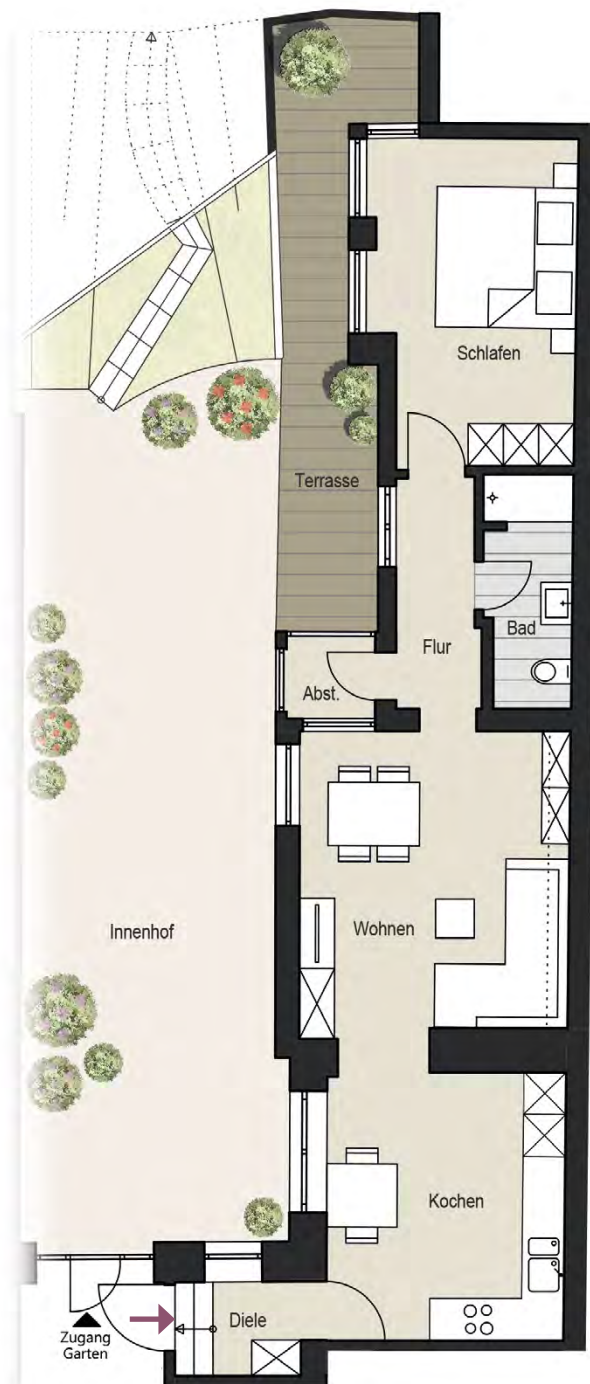 Schlafen
Terrasse
Bad
Flur
Abst.
Innenhof
Wohnen
Kochen
Diele
Zugang
Garten